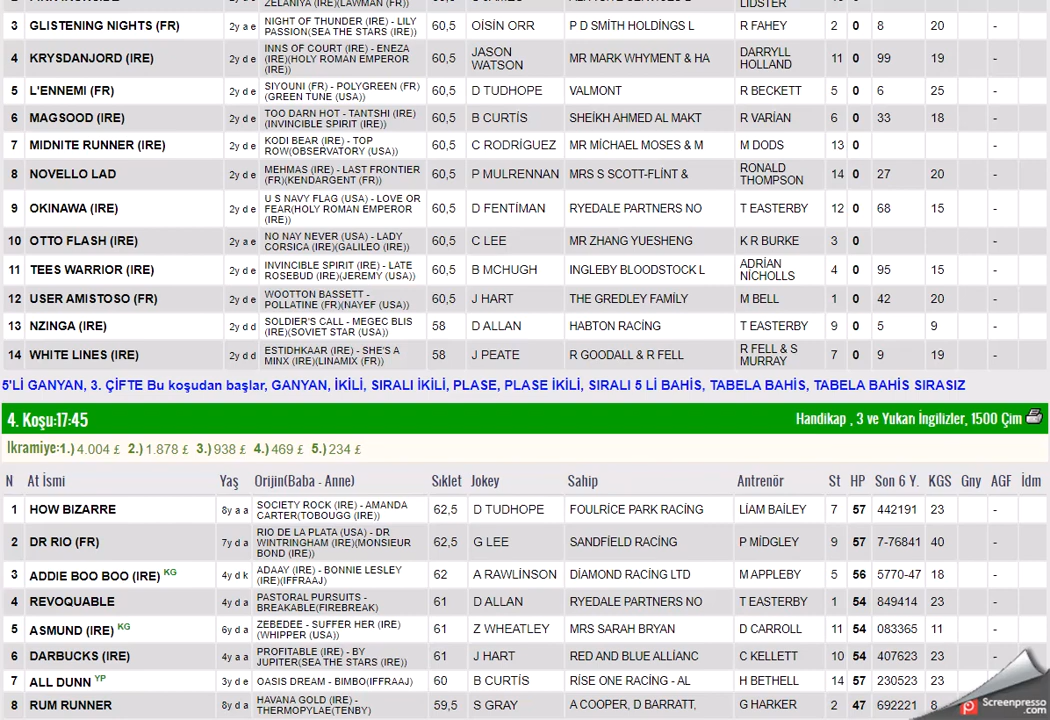 ZELANIYA (IRE)(LAWMAN (FR)) LIDSTER
3 GLISTENING NIGHTS (FR) 2y a e NIGHT OF THUNDER (IRE) - LILY PASSION(SEA THE STARS (IRE)) 60,5 OİSİN ORR P D SMİTH HOLDİNGS L R FAHEY 2 0 8 20 -
4 KRYSDANJORD (IRE) 2y d e INNS OF COURT (IRE) - ENEZA (IRE)(HOLY ROMAN EMPEROR (IRE)) 60,5 JASON WATSON MR MARK WHYMENT & HA DARRYLL HOLLAND 11 0 99 19 -
5 L'ENNEMI (FR) 2y d e SIYOUNI (FR) - POLYGREEN (FR)(GREEN TUNE (USA)) 60,5 D TUDHOPE VALMONT R BECKETT 5 0 6 25 -
6 MAGSOOD (IRE) 2y d e TOO DARN HOT - TANTSHI (IRE)(INVINCIBLE SPIRIT (IRE)) 60,5 B CURTİS SHEİKH AHMED AL MAKT R VARİAN 6 0 33 18 -
7 MIDNITE RUNNER (IRE) 2y d e KODI BEAR (IRE) - TOP ROW(OBSERVATORY (USA)) 60,5 C RODRİGUEZ MR MİCHAEL MOSES & M M DODS 13 0 -
8 NOVELLO LAD 2y d e MEHMAS (IRE) - LAST FRONTIER (FR)(KENDARGENT (FR)) 60,5 P MULRENNAN MRS S SCOTT-FLİNT & RONALD THOMPSON 14 0 27 20 -
9 OKINAWA (IRE) 2y d e U S NAVY FLAG (USA) - LOVE OR FEAR(HOLY ROMAN EMPEROR (IRE)) 60,5 D FENTİMAN RYEDALE PARTNERS NO T EASTERBY 12 0 68 15 -
10 OTTO FLASH (IRE) 2y a e NO NAY NEVER (USA) - LADY CORSICA (IRE)(GALILEO (IRE)) 60,5 C LEE MR ZHANG YUESHENG K R BURKE 3 0 -
11 TEES WARRIOR (IRE) 2y d e INVINCIBLE SPIRIT (IRE) - LATE ROSEBUD (IRE)(JEREMY (USA)) 60,5 B MCHUGH INGLEBY BLOODSTOCK L ADRİAN NİCHOLLS 4 0 95 15 -
12 USER AMISTOSO (FR) 2y d e WOOTTON BASSETT - POLLATINE (FR)(NAYEF (USA)) 60,5 J HART THE GREDLEY FAMİLY M BELL 1 0 42 20 -
13 NZINGA (IRE) 2y d d SOLDIER'S CALL - MEGEC BLIS (IRE)(SOVIET STAR (USA)) 58 D ALLAN HABTON RACİNG T EASTERBY 9 0 5 9 -
14 WHITE LINES (IRE) 2y d d ESTIDHKAAR (IRE) - SHE'S A MINX (IRE)(LINAMIX (FR)) 58 J PEATE R GOODALL & R FELL R FELL & S MURRAY 7 0 9 19 -
5'Lİ GANYAN, 3. ÇİFTE Bu koşudan başlar, GANYAN, İKİLİ, SIRALI İKİLİ, PLASE, PLASE İKİLİ, SIRALI 5 Lİ BAHİS, TABELA BAHİS, TABELA BAHİS SIRASIZ
4. Koşu:17:45 Handikap , 3 ve Yukarı İngilizler, 1500 Çim
İkramiye:1.) 4.004 £ 2.) 1.878 £ 3.) 938 £ 4.) 469 £ 5.) 234 £
N At İsmi Yaş Orijin(Baba - Anne) Sıklet Jokey Sahip Antrenör St HP Son 6 Y. KGS Gny AGF İdm
1 HOW BIZARRE 8y a a SOCIETY ROCK (IRE) - AMANDA CARTER(TOBOUGG (IRE)) 62,5 D TUDHOPE FOULRİCE PARK RACİNG LİAM BAİLEY 7 57 442191 23 -
2 DR RIO (FR) 7y d a RIO DE LA PLATA (USA) - DR WINTRINGHAM (IRE)(MONSIEUR BOND (IRE)) 62,5 G LEE SANDFİELD RACİNG P MİDGLEY 9 57 7-76841 40 -
3 ADDIE BOO BOO (IRE) KG 4y d k ADAAY (IRE) - BONNIE LESLEY (IRE)(IFFRAAJ) 62 A RAWLİNSON DİAMOND RACİNG LTD M APPLEBY 5 56 5770-47 18 -
4 REVOQUABLE 4y d a PASTORAL PURSUITS - BREAKABLE(FIREBREAK) 61 D ALLAN RYEDALE PARTNERS NO T EASTERBY 1 54 849414 23 -
5 ASMUND (IRE) KG 6y d a ZEBEDEE - SUFFER HER (IRE)(WHIPPER (USA)) 61 Z WHEATLEY MRS SARAH BRYAN D CARROLL 11 54 083365 11 -
6 DARBUCKS (IRE) 4y a a PROFITABLE (IRE) - BY JUPITER(SEA THE STARS (IRE)) 61 J HART RED AND BLUE ALLİANC C KELLETT 10 54 407623 23 -
7 ALL DUNN YP 3y d e OASIS DREAM - BIMBO(IFFRAAJ) 60 B CURTİS RİSE ONE RACİNG - AL H BETHELL 14 57 230523 23 -
8 RUM RUNNER 8y d a HAVANA GOLD (IRE) - THERMOPYLAE(TENBY) 59,5 S GRAY A COOPER, D BARRATT, G HARKER 2 47 692221 8
Screenpresso .com